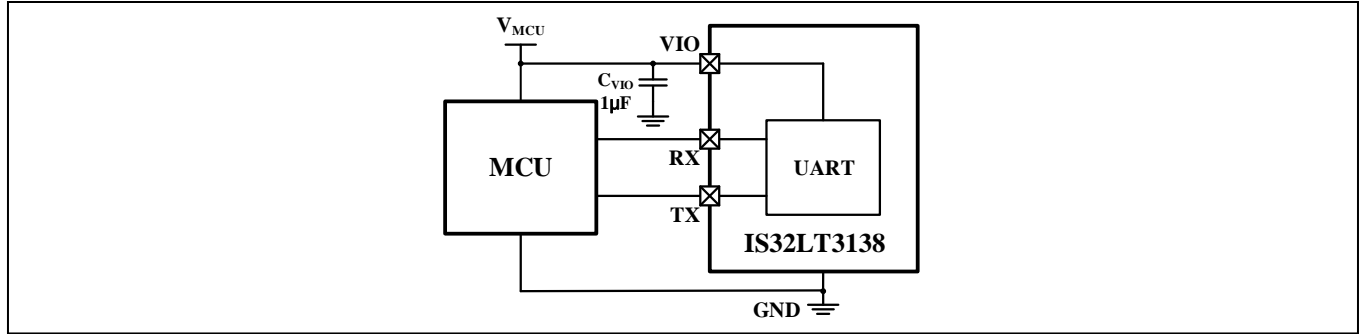 VMCU
VIO
CVIO
1µF
MCU
RX
UART
TX
IS32LT3138
GND